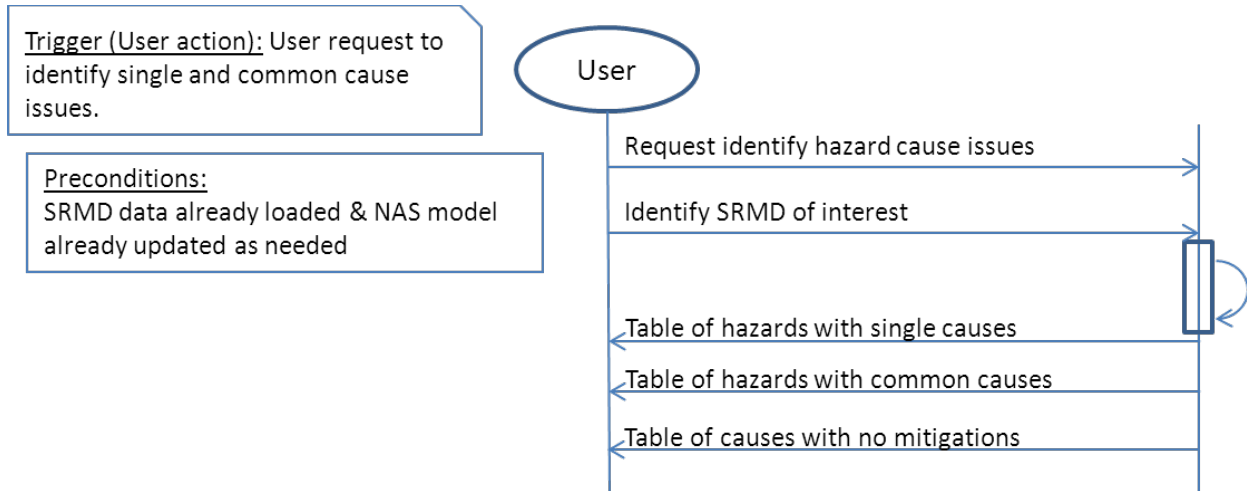 Trigger (User action): User request to
identify single and common cause
issues.
Preconditions:
SRMD data already loaded & NAS model
already updated as needed
User
Request identify hazard cause issues
Identify SRMD of interest
Table of hazards with single causes
Table of hazards with common causes
Table of causes with no mitigations